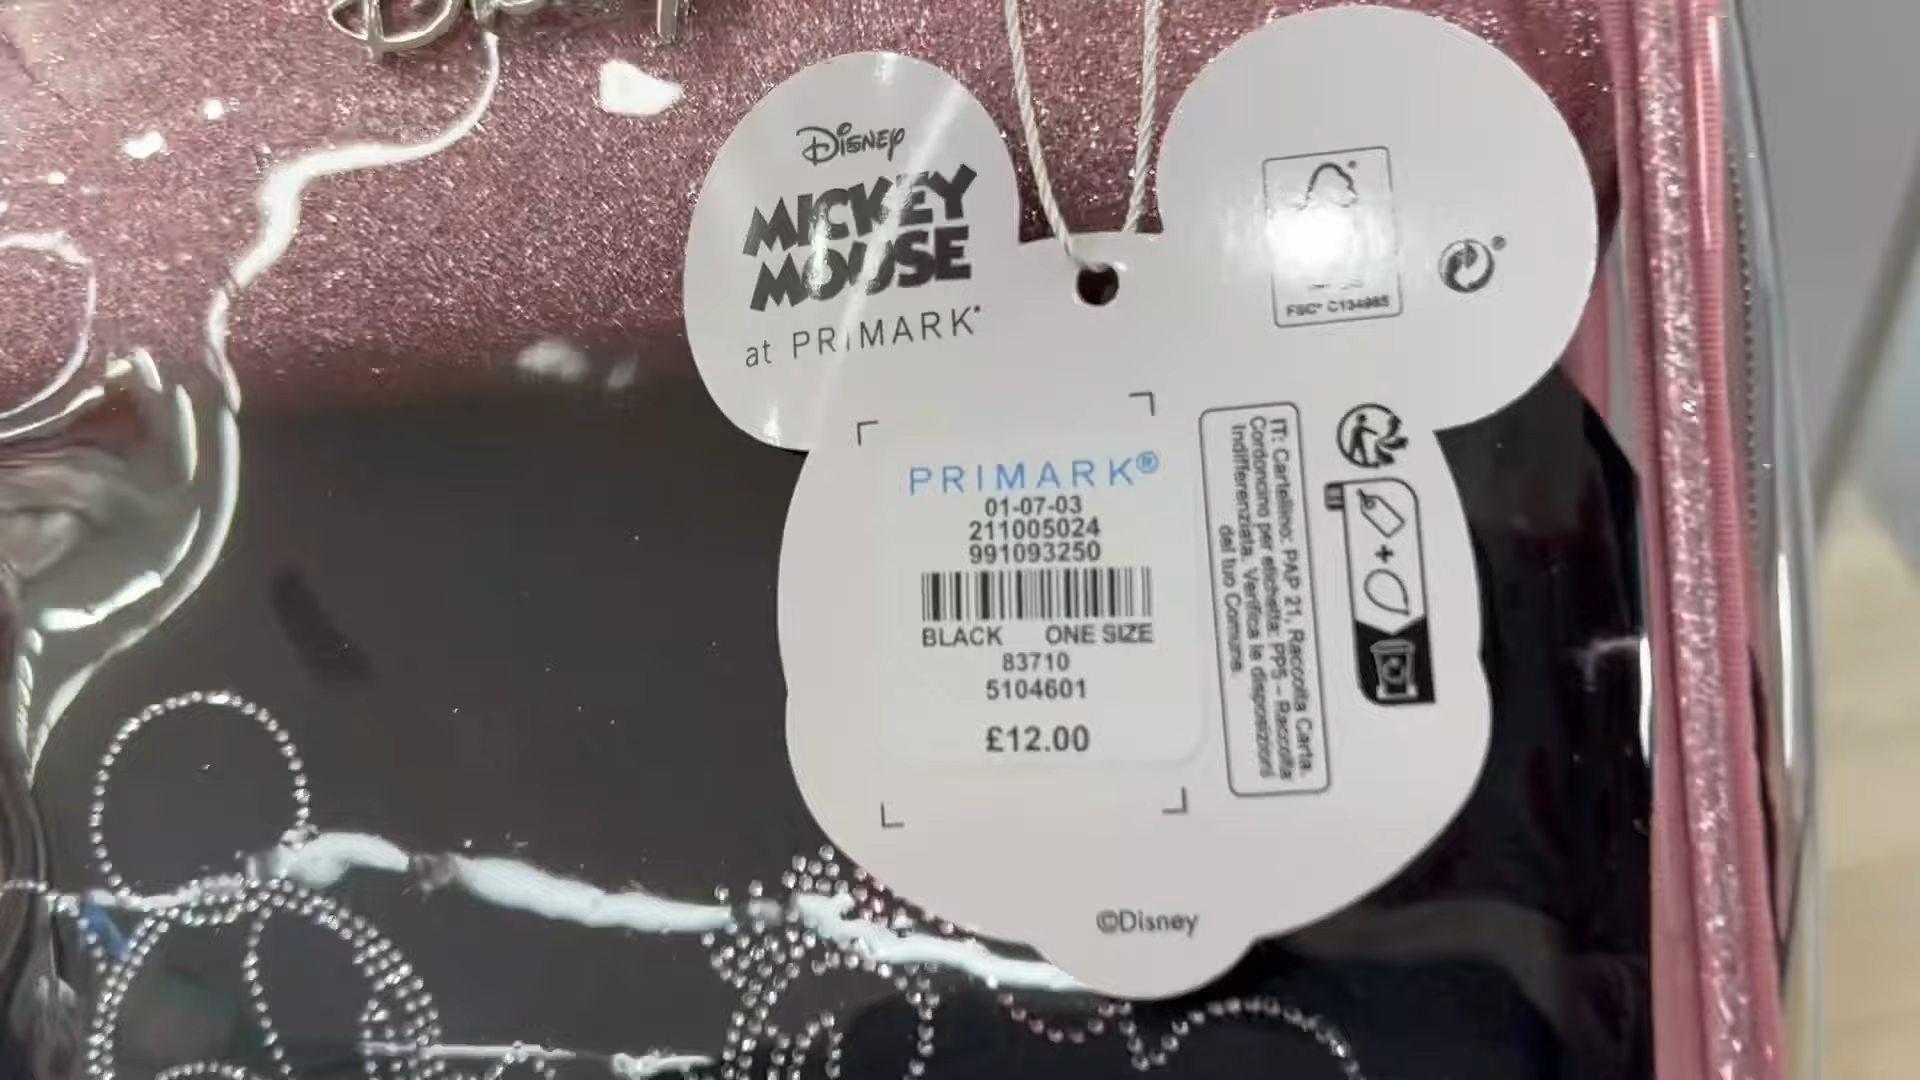 Disney
MICKEY
MOUSE
at PRIMARK®
FSC® C134985
PRIMARK®
01-07-03
211005024
991093250
BLACK ONE SIZE
83710
5104601
£12.00
IT: Cartellino: PAP 21, Raccolta Carta.
Cordoncino per etichetta: PP5 - Raccolta
Indifferenziata. Verifica le disposizioni
del tuo Comune.
+
©Disney